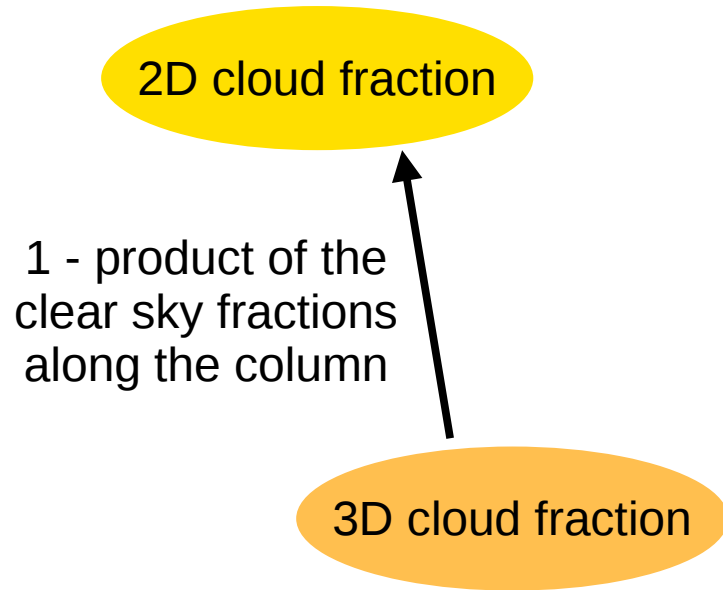 2D cloud fraction
1 - product of the
clear sky fractions
along the column
3D cloud fraction